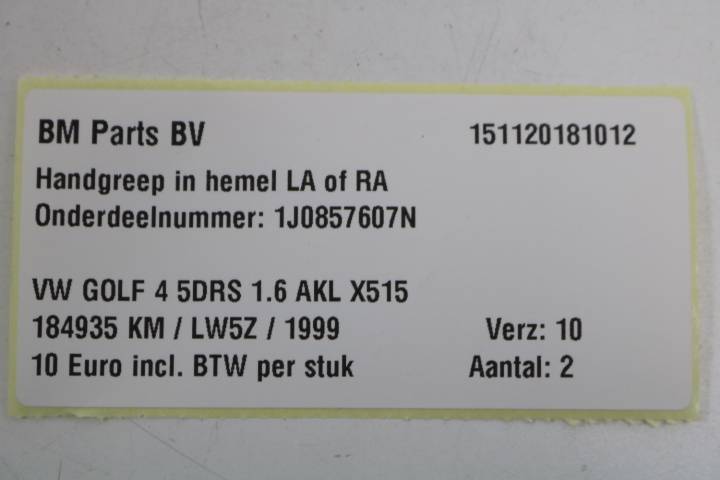 BM Parts BV 151120181012
Handgreep in hemel LA of RA
Onderdeelnummer: 1J0857607N
VW GOLF 4 5DRS 1.6 AKL X515
184935 KM / LW5Z / 1999 Verz: 10
10 Euro incl. BTW per stuk Aantal: 2